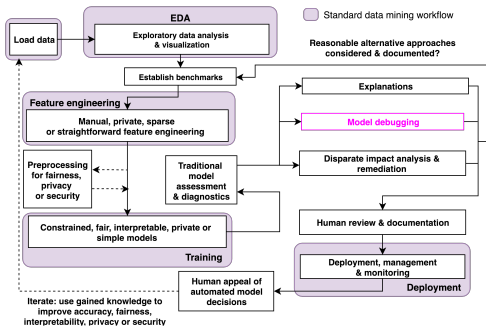 EDA
Standard data mining workflow
Load data
Exploratory data analysis
& visualization
Reasonable alternative approaches
considered & documented?
Establish benchmarks
Explanations
Feature engineering
Manual, private, sparse
or straightforward feature engineering
Model debugging
Preprocessing
for fairness,
privacy
or security
Traditional
model
assessment
& diagnostics
Disparate impact analysis &
remediation
Constrained, fair, interpretable, private or
simple models
Training
Human review & documentation
Deployment, management
& monitoring
Deployment
Human appeal of
automated model
decisions
Iterate: use gained knowledge to
improve accuracy, fairness,
interpretability, privacy or security